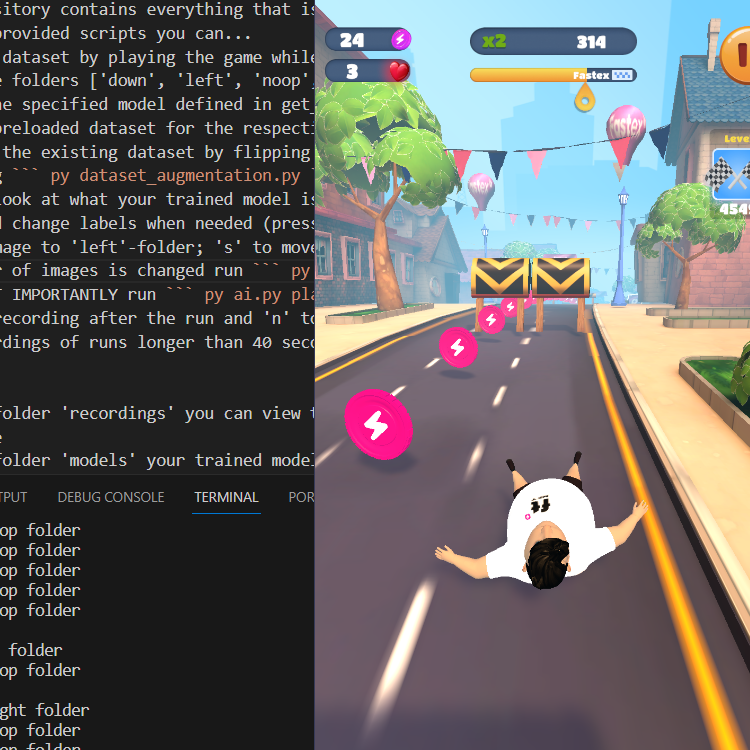 sitory contains everything that is
provided scripts you can...
dataset by playing the game while
e folders ['down', 'left', 'noop'
he specified model defined in get_
preloaded dataset for the respecti
the existing dataset by flipping
g ``` py dataset_augmentation.py `
look at what your trained model is
d change labels when needed (press
mage to 'left'-folder; 's' to move
r of images is changed run ``` py
T IMPORTANTLY run ``` py ai.py pla
recording after the run and 'n' to
rdings of runs longer than 40 seco
folder 'recordings' you can view t
e
folder 'models' your trained model
TPUT DEBUG CONSOLE TERMINAL POR
op folder
op folder
op folder
op folder
op folder
folder
op folder
ght folder
op folder
op folder
24
3
x2 314
Fastex
fastex
Leve
454